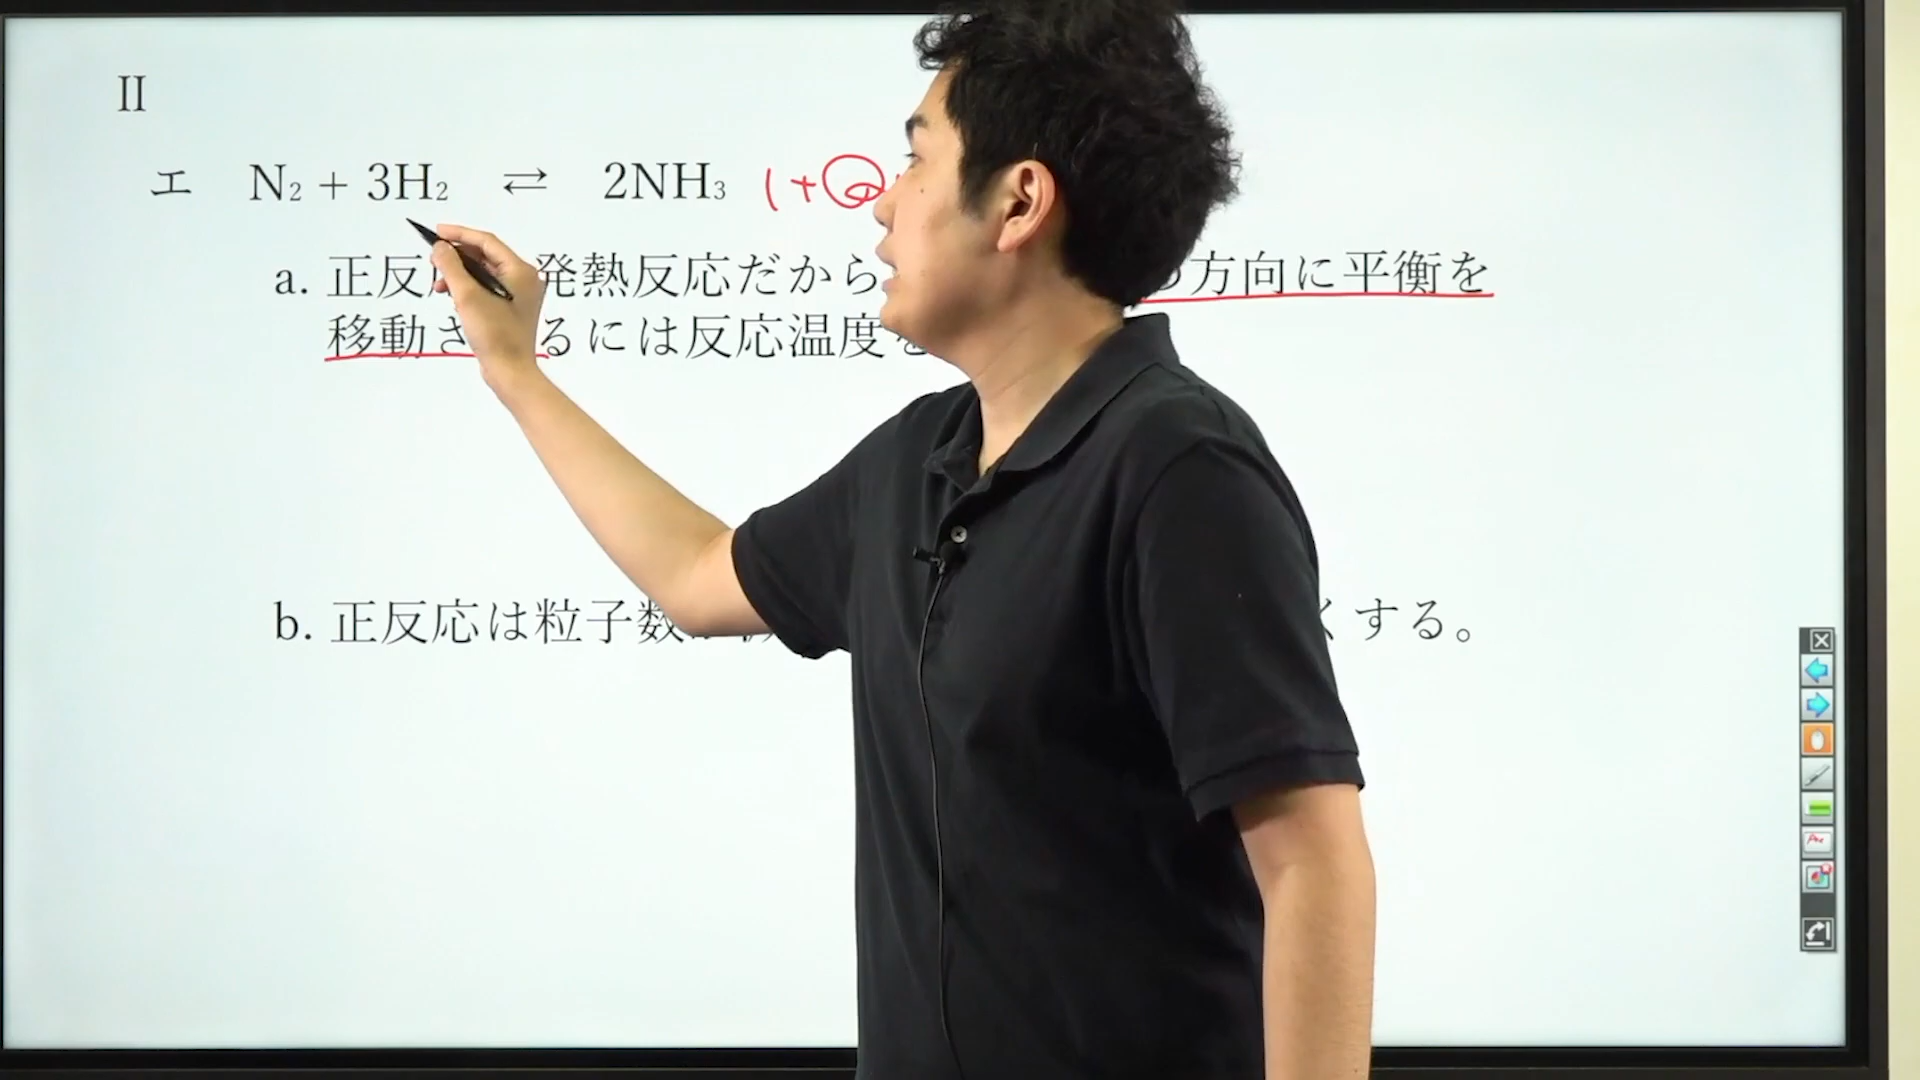 II
エ N₂ + 3H₂ ⇄ 2NH₃ (+Q
a. 正反 発熱反応だから 方向に平衡を
移動さ るには反応温度を
b. 正反応は粒子数 くする。